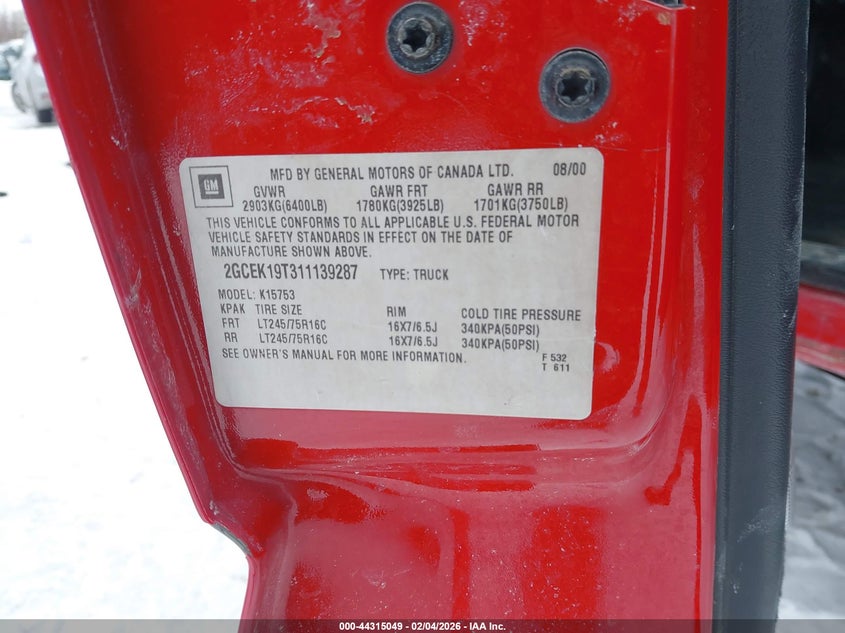 GM
MFD BY GENERAL MOTORS OF CANADA LTD. 08/00
GVWR GAWR FRT GAWR RR
2903KG(6400LB) 1780KG(3925LB) 1701KG(3750LB)
THIS VEHICLE CONFORMS TO ALL APPLICABLE U.S. FEDERAL MOTOR
VEHICLE SAFETY STANDARDS IN EFFECT ON THE DATE OF
MANUFACTURE SHOWN ABOVE.
2GCEK19T311139287 TYPE: TRUCK
MODEL: K15753
KPAK TIRE SIZE RIM COLD TIRE PRESSURE
FRT LT245/75R16C 16X7/6.5J 340KPA(50PSI)
RR LT245/75R16C 16X7/6.5J 340KPA(50PSI)
SEE OWNER'S MANUAL FOR MORE INFORMATION. F 532
T 611
000-44315049 | 02/04/2026 - IAA Inc.